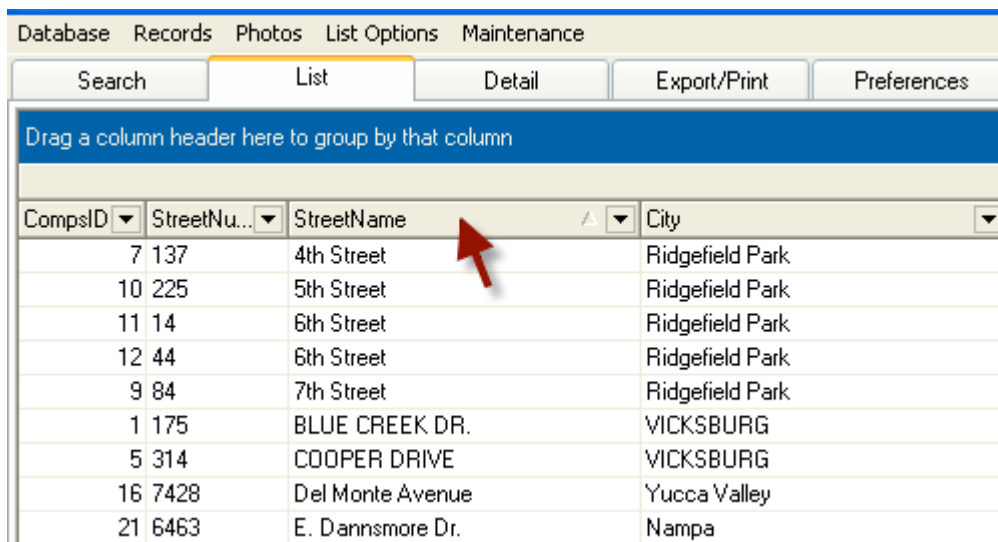 Database Records Photos List Options Maintenance
Search List Detail Export/Print Preferences
Drag a column header here to group by that column
CompsID StreetNu... StreetName City
7 137 4th Street Ridgefield Park
10 225 5th Street Ridgefield Park
11 14 6th Street Ridgefield Park
12 44 6th Street Ridgefield Park
9 84 7th Street Ridgefield Park
1 175 BLUE CREEK DR. VICKSBURG
5 314 COOPER DRIVE VICKSBURG
16 7428 Del Monte Avenue Yucca Valley
21 6463 E. Dannsmore Dr. Nampa